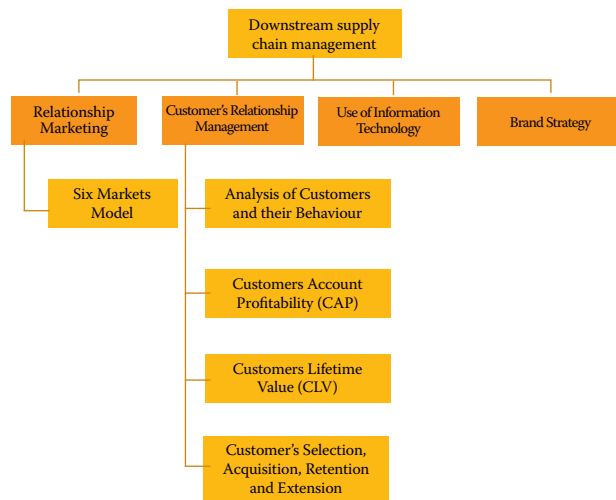 Downstream supply
chain management
Relationship
Marketing
Customer's Relationship
Management
Use of Information
Technology
Brand Strategy
Six Markets
Model
Analysis of Customers
and their Behaviour
Customers Account
Profitability (CAP)
Customers Lifetime
Value (CLV)
Customer's Selection,
Acquisition, Retention
and Extension